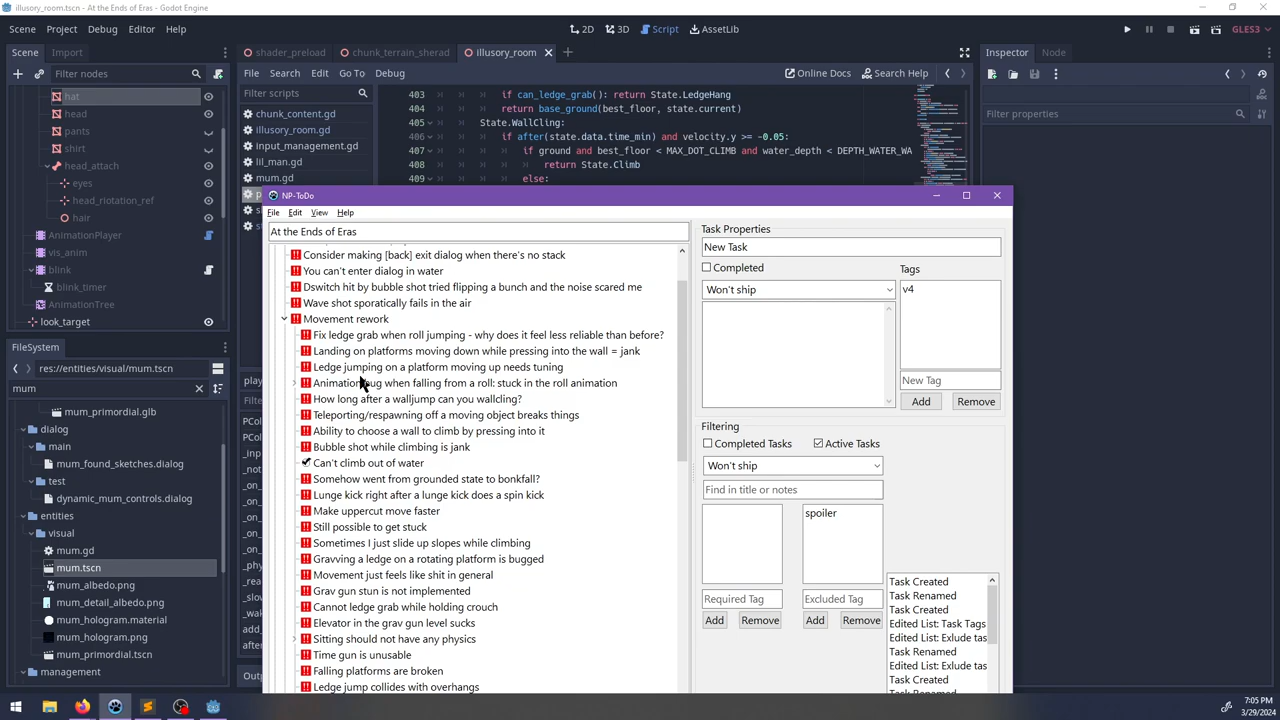 illusory_room.tscn - At the Ends of Eras - Godot Engine
Scene Project Debug Editor Help
2D 3D Script AssetLib
GLES3
Scene Import
shader_preload chunk_terrain_sherad illusory_room
Inspector Node
Filter nodes
File Search Edit Go To Debug
Online Docs Search Help
Filter scripts
Filter properties
hat
head
pants
shirt
head_attach
eyes
head_riotation_ref
hair
AnimationPlayer
vis_anim
blink
blink_timer
AnimationTree
look_target
chunk_content.gd
illusory_room.gd
input_management.gd
lil_man.gd
mum.gd
403 if can_ledge_grab(): return State.LedgeHang
404 return base_ground(best_floor, state.current)
405 State.WallCling:
406 if after(state.data.time_min) and velocity.y >= -0.05:
407 if ground and best_floor < MAX_DOT_CLIMB and water_depth < DEPTH_WATER_WA
408 return State.Climb
409 else:
FileSystem
res://entities/visual/mum.tscn
mum
mum_primordial.glb
dialog
main
mum_found_sketches.dialog
test
dynamic_mum_controls.dialog
entities
visual
mum.gd
mum.tscn
mum_albedo.png
mum_detail_albedo.png
mum_hologram.material
mum_hologram.png
mum_primordial.tscn
management
NP-ToDo
File Edit View Help
At the Ends of Eras
Consider making [back] exit dialog when there's no stack
You can't enter dialog in water
Dswitch hit by bubble shot tried flipping a bunch and the noise scared me
Wave shot sporatically fails in the air
Movement rework
Fix ledge grab when roll jumping - why does it feel less reliable than before?
Landing on platforms moving down while pressing into the wall = jank
Ledge jumping on a platform moving up needs tuning
Animation bug when falling from a roll: stuck in the roll animation
How long after a walljump can you wallcling?
Teleporting/respawning off a moving object breaks things
Ability to choose a wall to climb by pressing into it
Bubble shot while climbing is jank
Can't climb out of water
Somehow went from grounded state to bonkfall?
Lunge kick right after a lunge kick does a spin kick
Make uppercut move faster
Still possible to get stuck
Sometimes I just slide up slopes while climbing
Gravving a ledge on a rotating platform is bugged
Movement just feels like shit in general
Grav gun stun is not implemented
Cannot ledge grab while holding crouch
Elevator in the grav gun level sucks
Sitting should not have any physics
Time gun is unusable
Falling platforms are broken
Ledge jump collides with overhangs
Task Properties
New Task
Completed
Tags
Won't ship
v4
New Tag
Add Remove
Filtering
Completed Tasks Active Tasks
Won't ship
Find in title or notes
spoiler
Required Tag Excluded Tag
Add Remove Add Remove
Task Created
Task Renamed
Task Created
Edited List: Task Tags
Edited List: Exlude tas
Task Renamed
Edited List: Exlude tas
Task Created
7:05 PM
3/29/2024